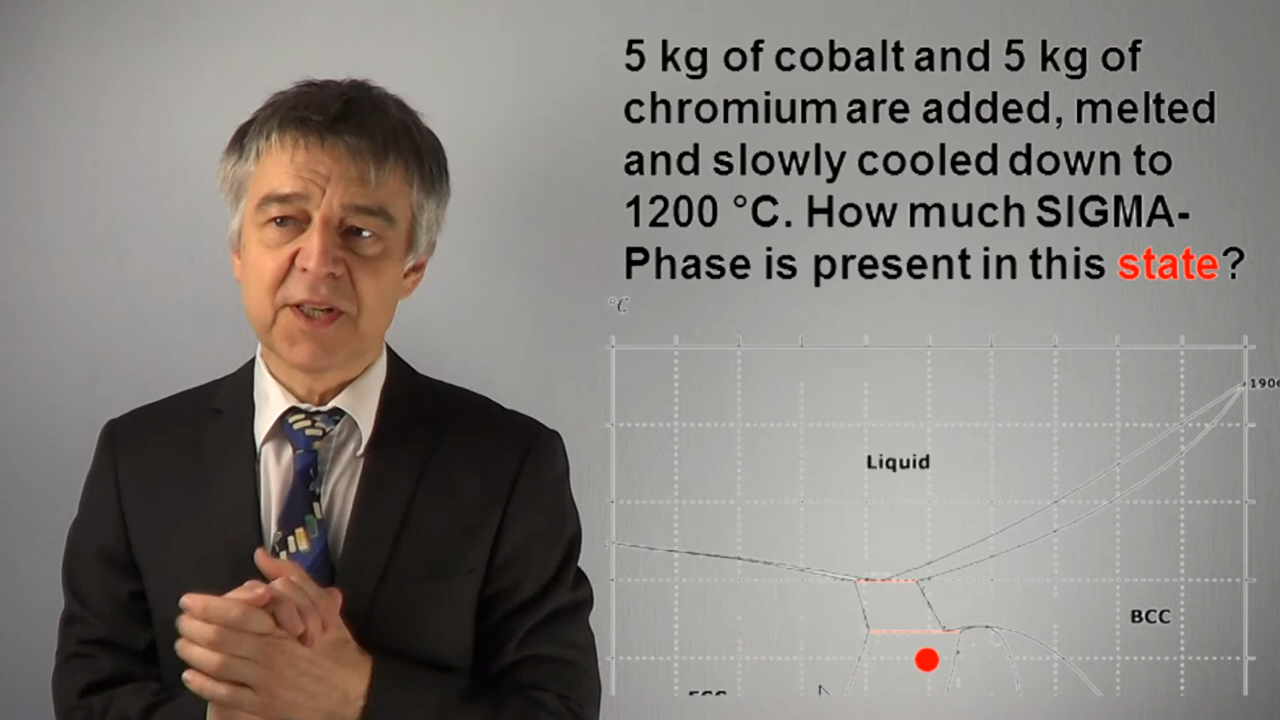 5 kg of cobalt and 5 kg of
chromium are added, melted
and slowly cooled down to
1200 °C. How much SIGMA-
Phase is present in this state?
°C
190
Liquid
BCC